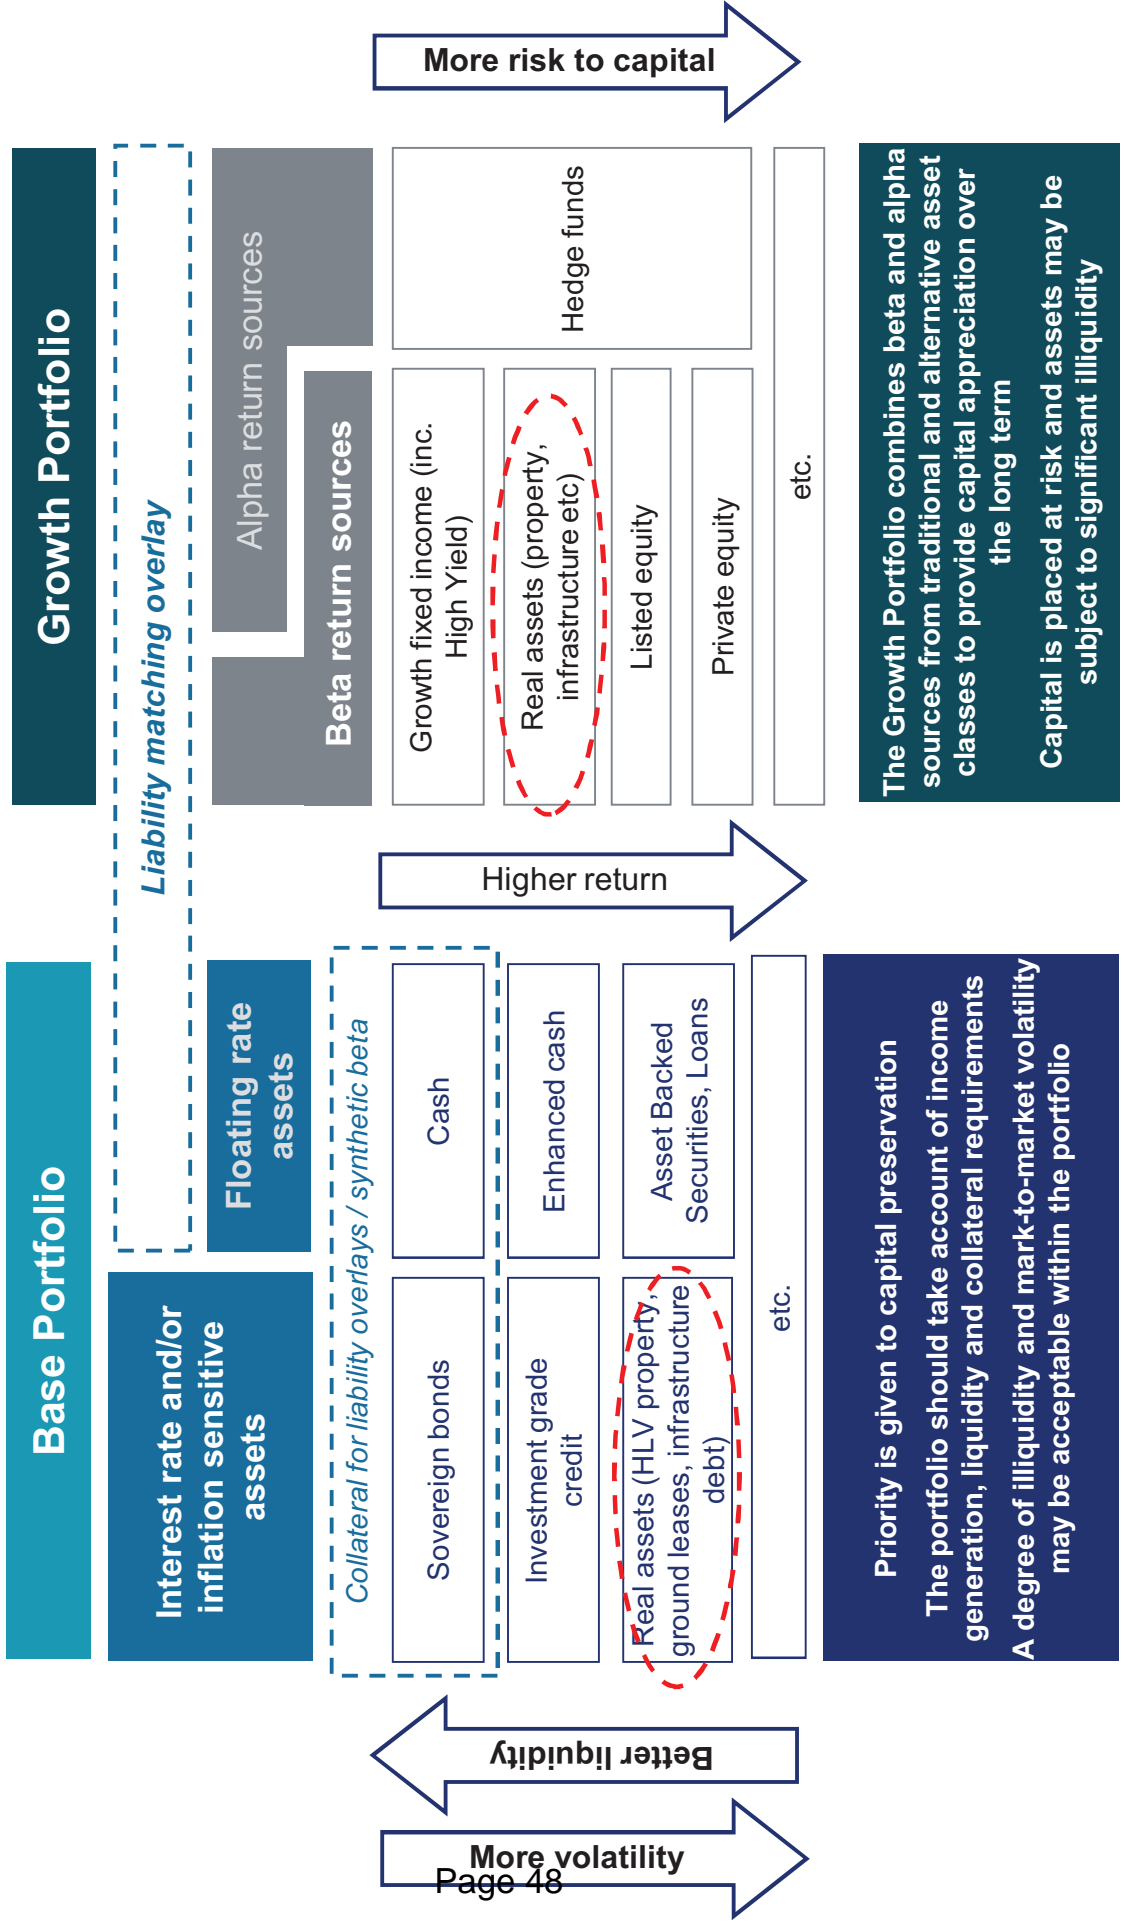 Base Portfolio
Growth Portfolio
Interest rate and/or
inflation sensitive
assets
Liability matching overlay
Floating rate
assets
Alpha return sources
Beta return sources
Collateral for liability overlays / synthetic beta
Sovereign bonds
Cash
Growth fixed income (inc.
High Yield)
Hedge funds
Investment grade
credit
Enhanced cash
Real assets (property,
infrastructure etc)
Real assets (HLV property,
ground leases, infrastructure
debt)
Asset Backed
Securities, Loans
Listed equity
Private equity
etc.
etc.
More volatility
Better liquidity
Higher return
More risk to capital
Priority is given to capital preservation
The portfolio should take account of income
generation, liquidity and collateral requirements
A degree of illiquidity and mark-to-market volatility
may be acceptable within the portfolio
The Growth Portfolio combines beta and alpha
sources from traditional and alternative asset
classes to provide capital appreciation over
the long term
Capital is placed at risk and assets may be
subject to significant illiquidity
Page 48